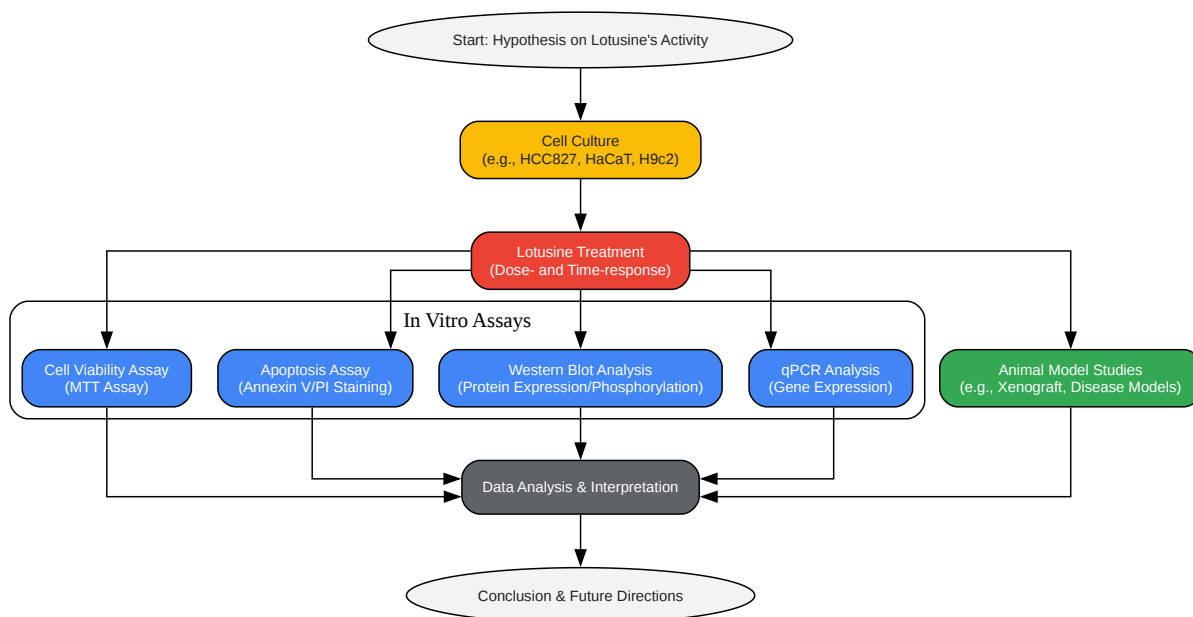 Start: Hypothesis on Lotusine's Activity
Cell Culture
(e.g., HCC827, HaCaT, H9c2)
Lotusine Treatment
(Dose- and Time-response)
In Vitro Assays
Cell Viability Assay
(MTT Assay)
Apoptosis Assay
(Annexin V/PI Staining)
Western Blot Analysis
(Protein Expression/Phosphorylation)
qPCR Analysis
(Gene Expression)
Animal Model Studies
(e.g., Xenograft, Disease Models)
Data Analysis & Interpretation
Conclusion & Future Directions